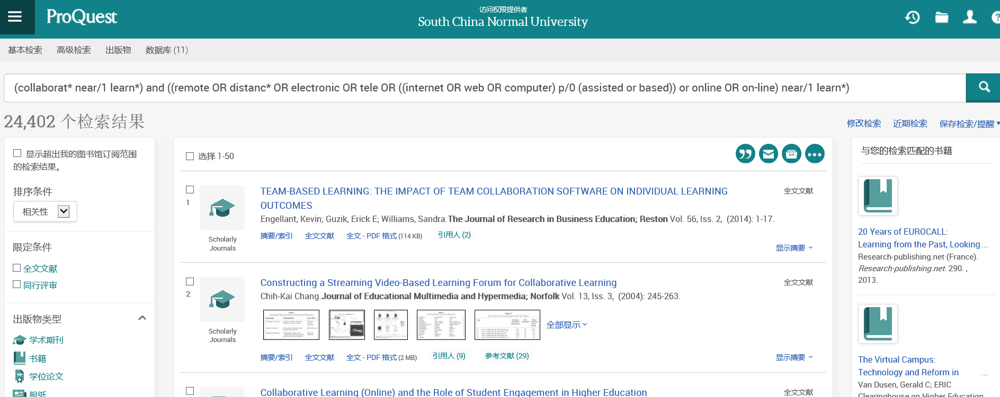 ProQuest
访问权限提供者
South China Normal University
基本检索 高级检索 出版物 数据库 (11)
(collaborat* near/1 learn*) and ((remote OR distanc* OR electronic OR tele OR ((internet OR web OR computer) p/0 (assisted or based)) or online OR on-line) near/1 learn*)
24,402 个检索结果
修改检索 近期检索 保存检索/提醒
显示超出我的图书馆订阅范围
的检索结果。
排序条件
相关性
限定条件
全文文献
同行评审
出版物类型
学术期刊
书籍
学位论文
报纸
选择 1-50
1
Scholarly
Journals
TEAM-BASED LEARNING: THE IMPACT OF TEAM COLLABORATION SOFTWARE ON INDIVIDUAL LEARNING
OUTCOMES
全文文献
Engellant, Kevin; Guzik, Erick E; Williams, Sandra.The Journal of Research in Business Education; Reston Vol. 56, Iss. 2, (2014): 1-17.
摘要/索引 全文文献 全文 - PDF 格式 (114 KB) 引用人 (2)
显示摘要
2
Scholarly
Journals
Constructing a Streaming Video-Based Learning Forum for Collaborative Learning
全文文献
Chih-Kai Chang.Journal of Educational Multimedia and Hypermedia; Norfolk Vol. 13, Iss. 3, (2004): 245-263.
全部显示
摘要/索引 全文文献 全文 - PDF 格式 (2 MB) 引用人 (9) 参考文献 (29)
显示摘要
Collaborative Learning (Online) and the Role of Student Engagement in Higher Education
全文文献
与您的检索匹配的书籍
20 Years of EUROCALL:
Learning from the Past, Looking ...
Research-publishing.net (France).
Research-publishing.net. 290. ,
2013.
The Virtual Campus:
Technology and Reform in ...
Van Dusen, Gerald C; ERIC
Clearinghouse on Higher Education